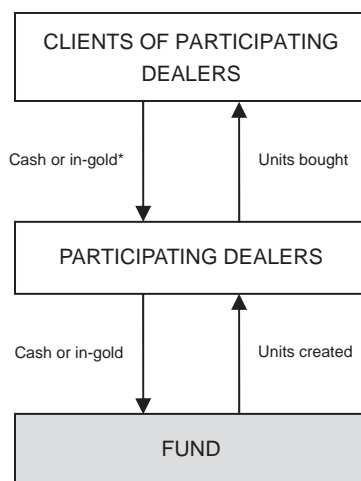 CLIENTS OF PARTICIPATING
DEALERS
Cash or in-gold*
Units bought
PARTICIPATING DEALERS
Cash or in-gold
Units created
FUND